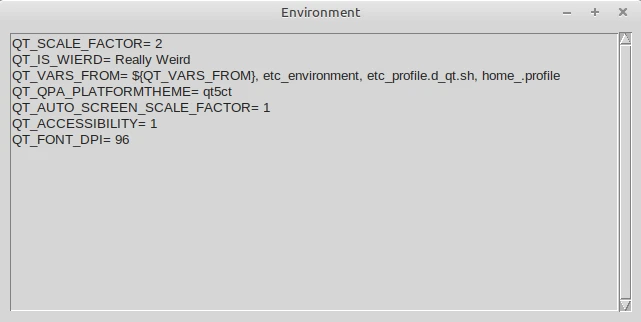 Environment
QT_SCALE_FACTOR= 2
QT_IS_WIERD= Really Weird
QT_VARS_FROM= ${QT_VARS_FROM}, etc_environment, etc_profile.d_qt.sh, home_.profile
QT_QPA_PLATFORMTHEME= qt5ct
QT_AUTO_SCREEN_SCALE_FACTOR= 1
QT_ACCESSIBILITY= 1
QT_FONT_DPI= 96